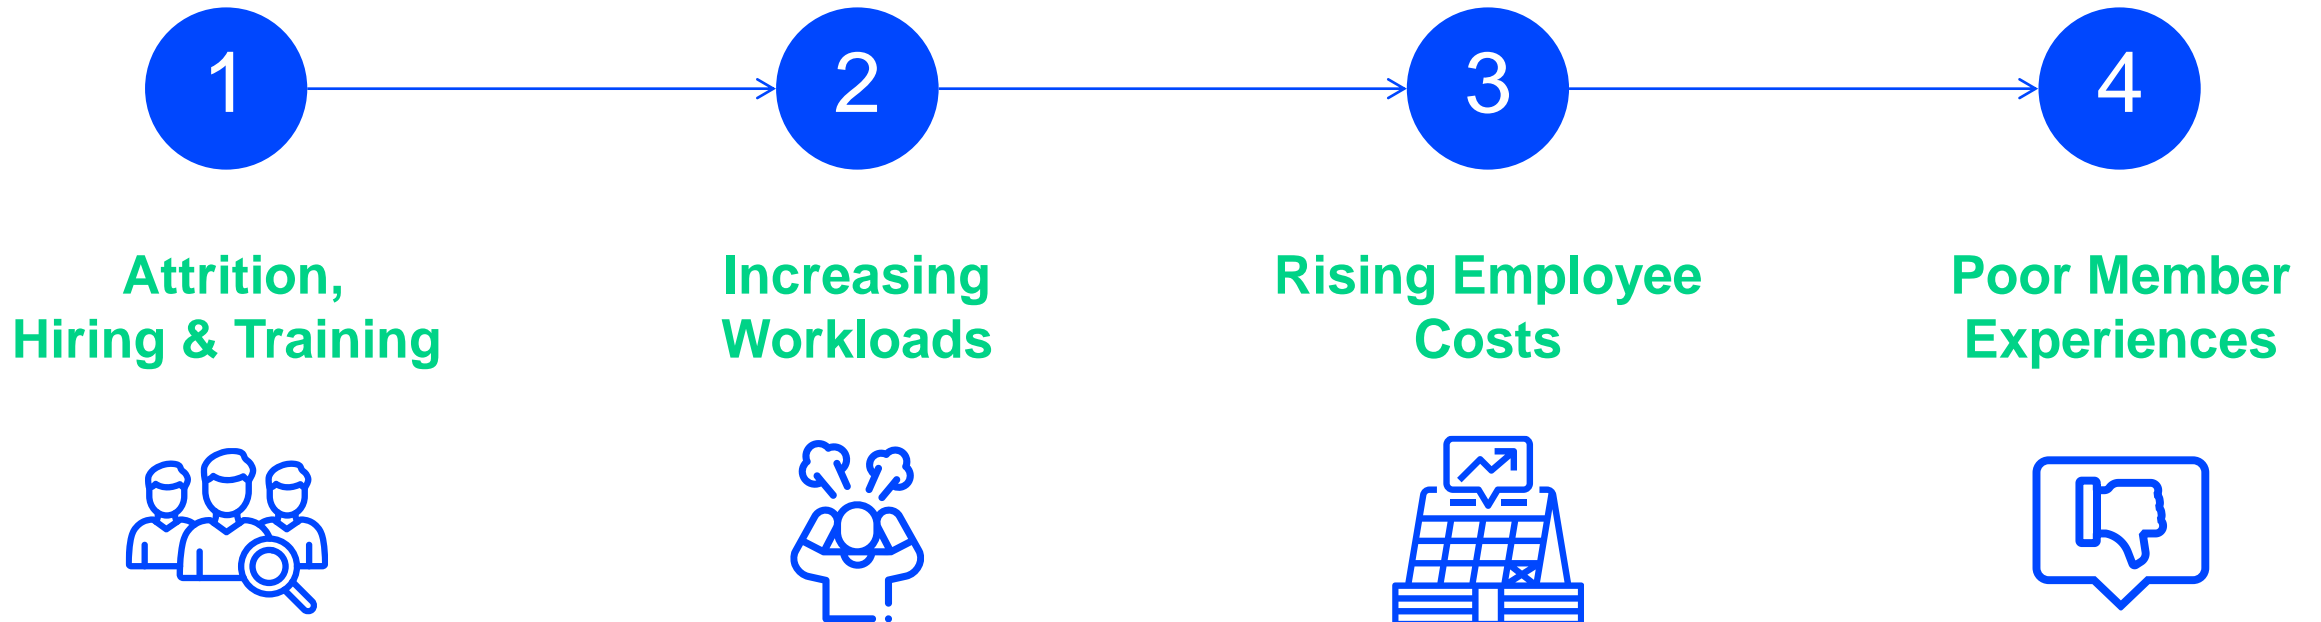 1
2
3
4
Attrition,
Hiring & Training
Increasing
Workloads
Rising Employee
Costs
Poor Member
Experiences